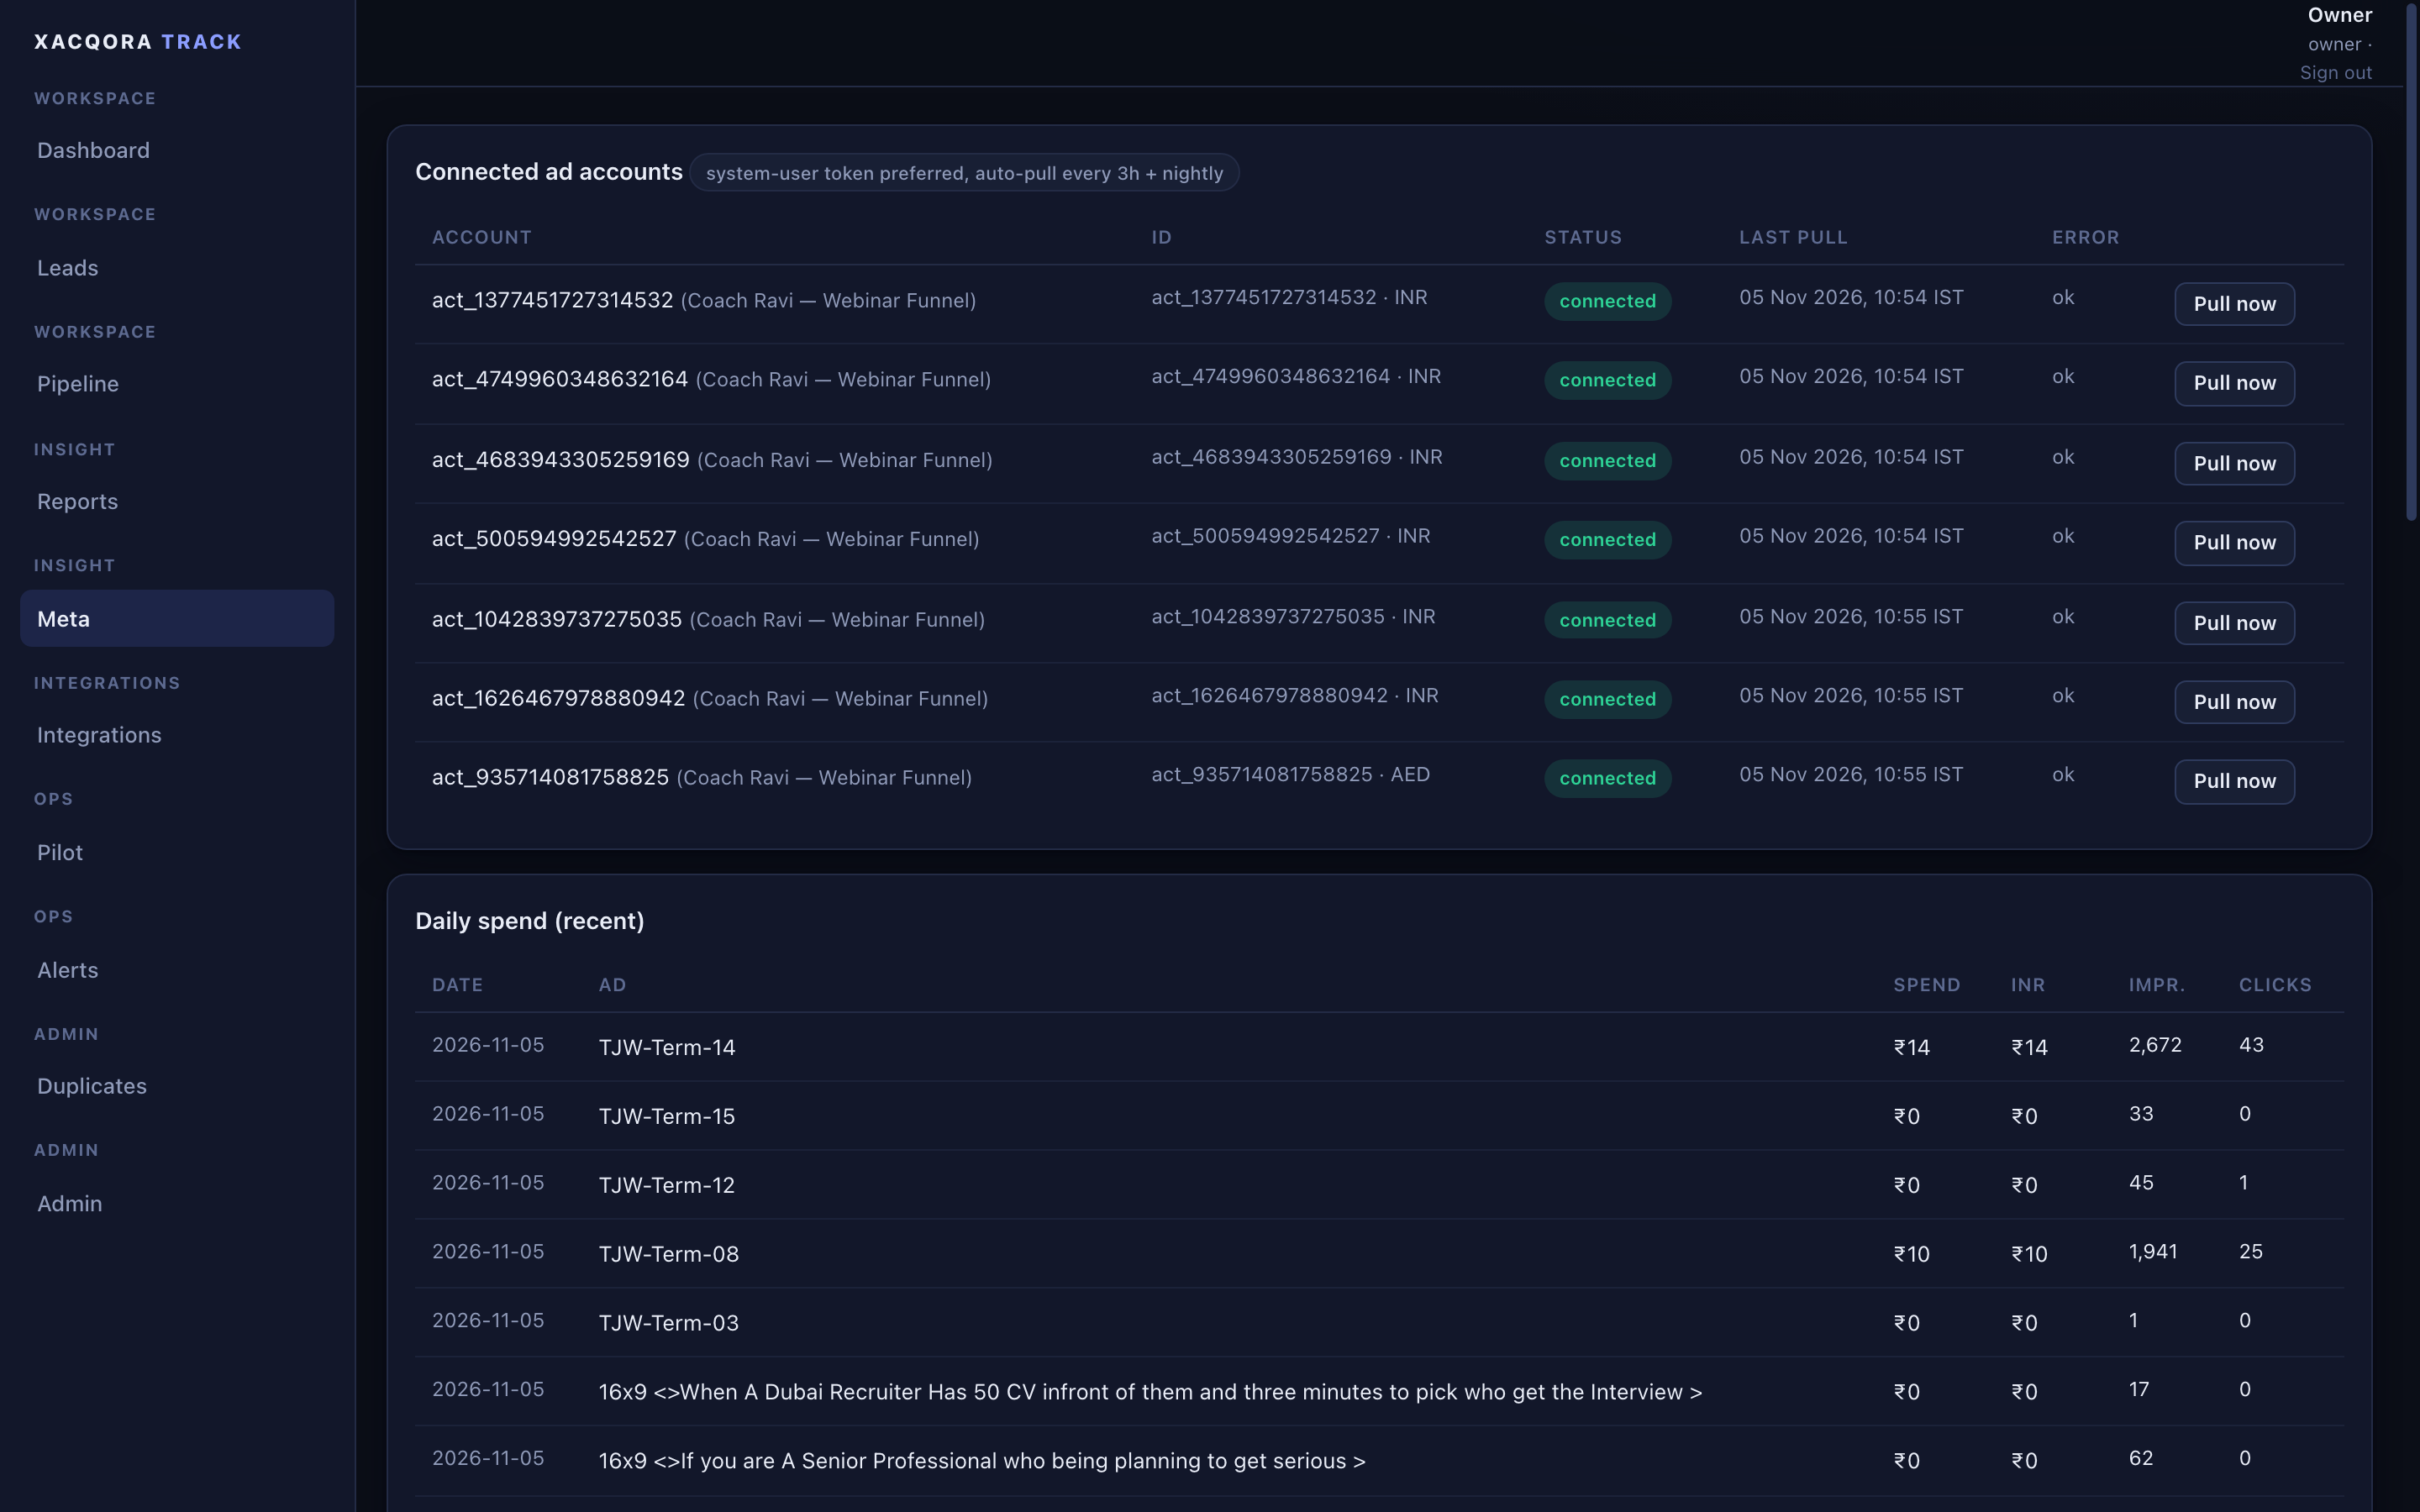 XACQORA TRACK
WORKSPACE
Dashboard
WORKSPACE
Leads
WORKSPACE
Pipeline
INSIGHT
Reports
INSIGHT
Meta
INTEGRATIONS
Integrations
OPS
Pilot
OPS
Alerts
ADMIN
Duplicates
ADMIN
Admin
Owner
owner ·
Sign out
Connected ad accounts system-user token preferred, auto-pull every 3h + nightly
ACCOUNT ID STATUS LAST PULL ERROR
act_1377451727314532 (Coach Ravi — Webinar Funnel) act_1377451727314532 · INR connected 05 Nov 2026, 10:54 IST ok Pull now
act_4749960348632164 (Coach Ravi — Webinar Funnel) act_4749960348632164 · INR connected 05 Nov 2026, 10:54 IST ok Pull now
act_4683943305259169 (Coach Ravi — Webinar Funnel) act_4683943305259169 · INR connected 05 Nov 2026, 10:54 IST ok Pull now
act_500594992542527 (Coach Ravi — Webinar Funnel) act_500594992542527 · INR connected 05 Nov 2026, 10:54 IST ok Pull now
act_1042839737275035 (Coach Ravi — Webinar Funnel) act_1042839737275035 · INR connected 05 Nov 2026, 10:55 IST ok Pull now
act_1626467978880942 (Coach Ravi — Webinar Funnel) act_1626467978880942 · INR connected 05 Nov 2026, 10:55 IST ok Pull now
act_935714081758825 (Coach Ravi — Webinar Funnel) act_935714081758825 · AED connected 05 Nov 2026, 10:55 IST ok Pull now
Daily spend (recent)
DATE AD SPEND INR IMPR. CLICKS
2026-11-05 TJW-Term-14 ₹14 ₹14 2,672 43
2026-11-05 TJW-Term-15 ₹0 ₹0 33 0
2026-11-05 TJW-Term-12 ₹0 ₹0 45 1
2026-11-05 TJW-Term-08 ₹10 ₹10 1,941 25
2026-11-05 TJW-Term-03 ₹0 ₹0 1 0
2026-11-05 16x9 <>When A Dubai Recruiter Has 50 CV infront of them and three minutes to pick who get the Interview > ₹0 ₹0 17 0
2026-11-05 16x9 <>If you are A Senior Professional who being planning to get serious > ₹0 ₹0 62 0